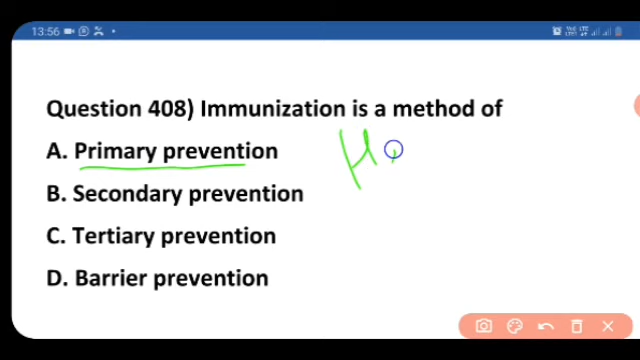 13:56
Question 408) Immunization is a method of
A. Primary prevention
B. Secondary prevention
C. Tertiary prevention
D. Barrier prevention